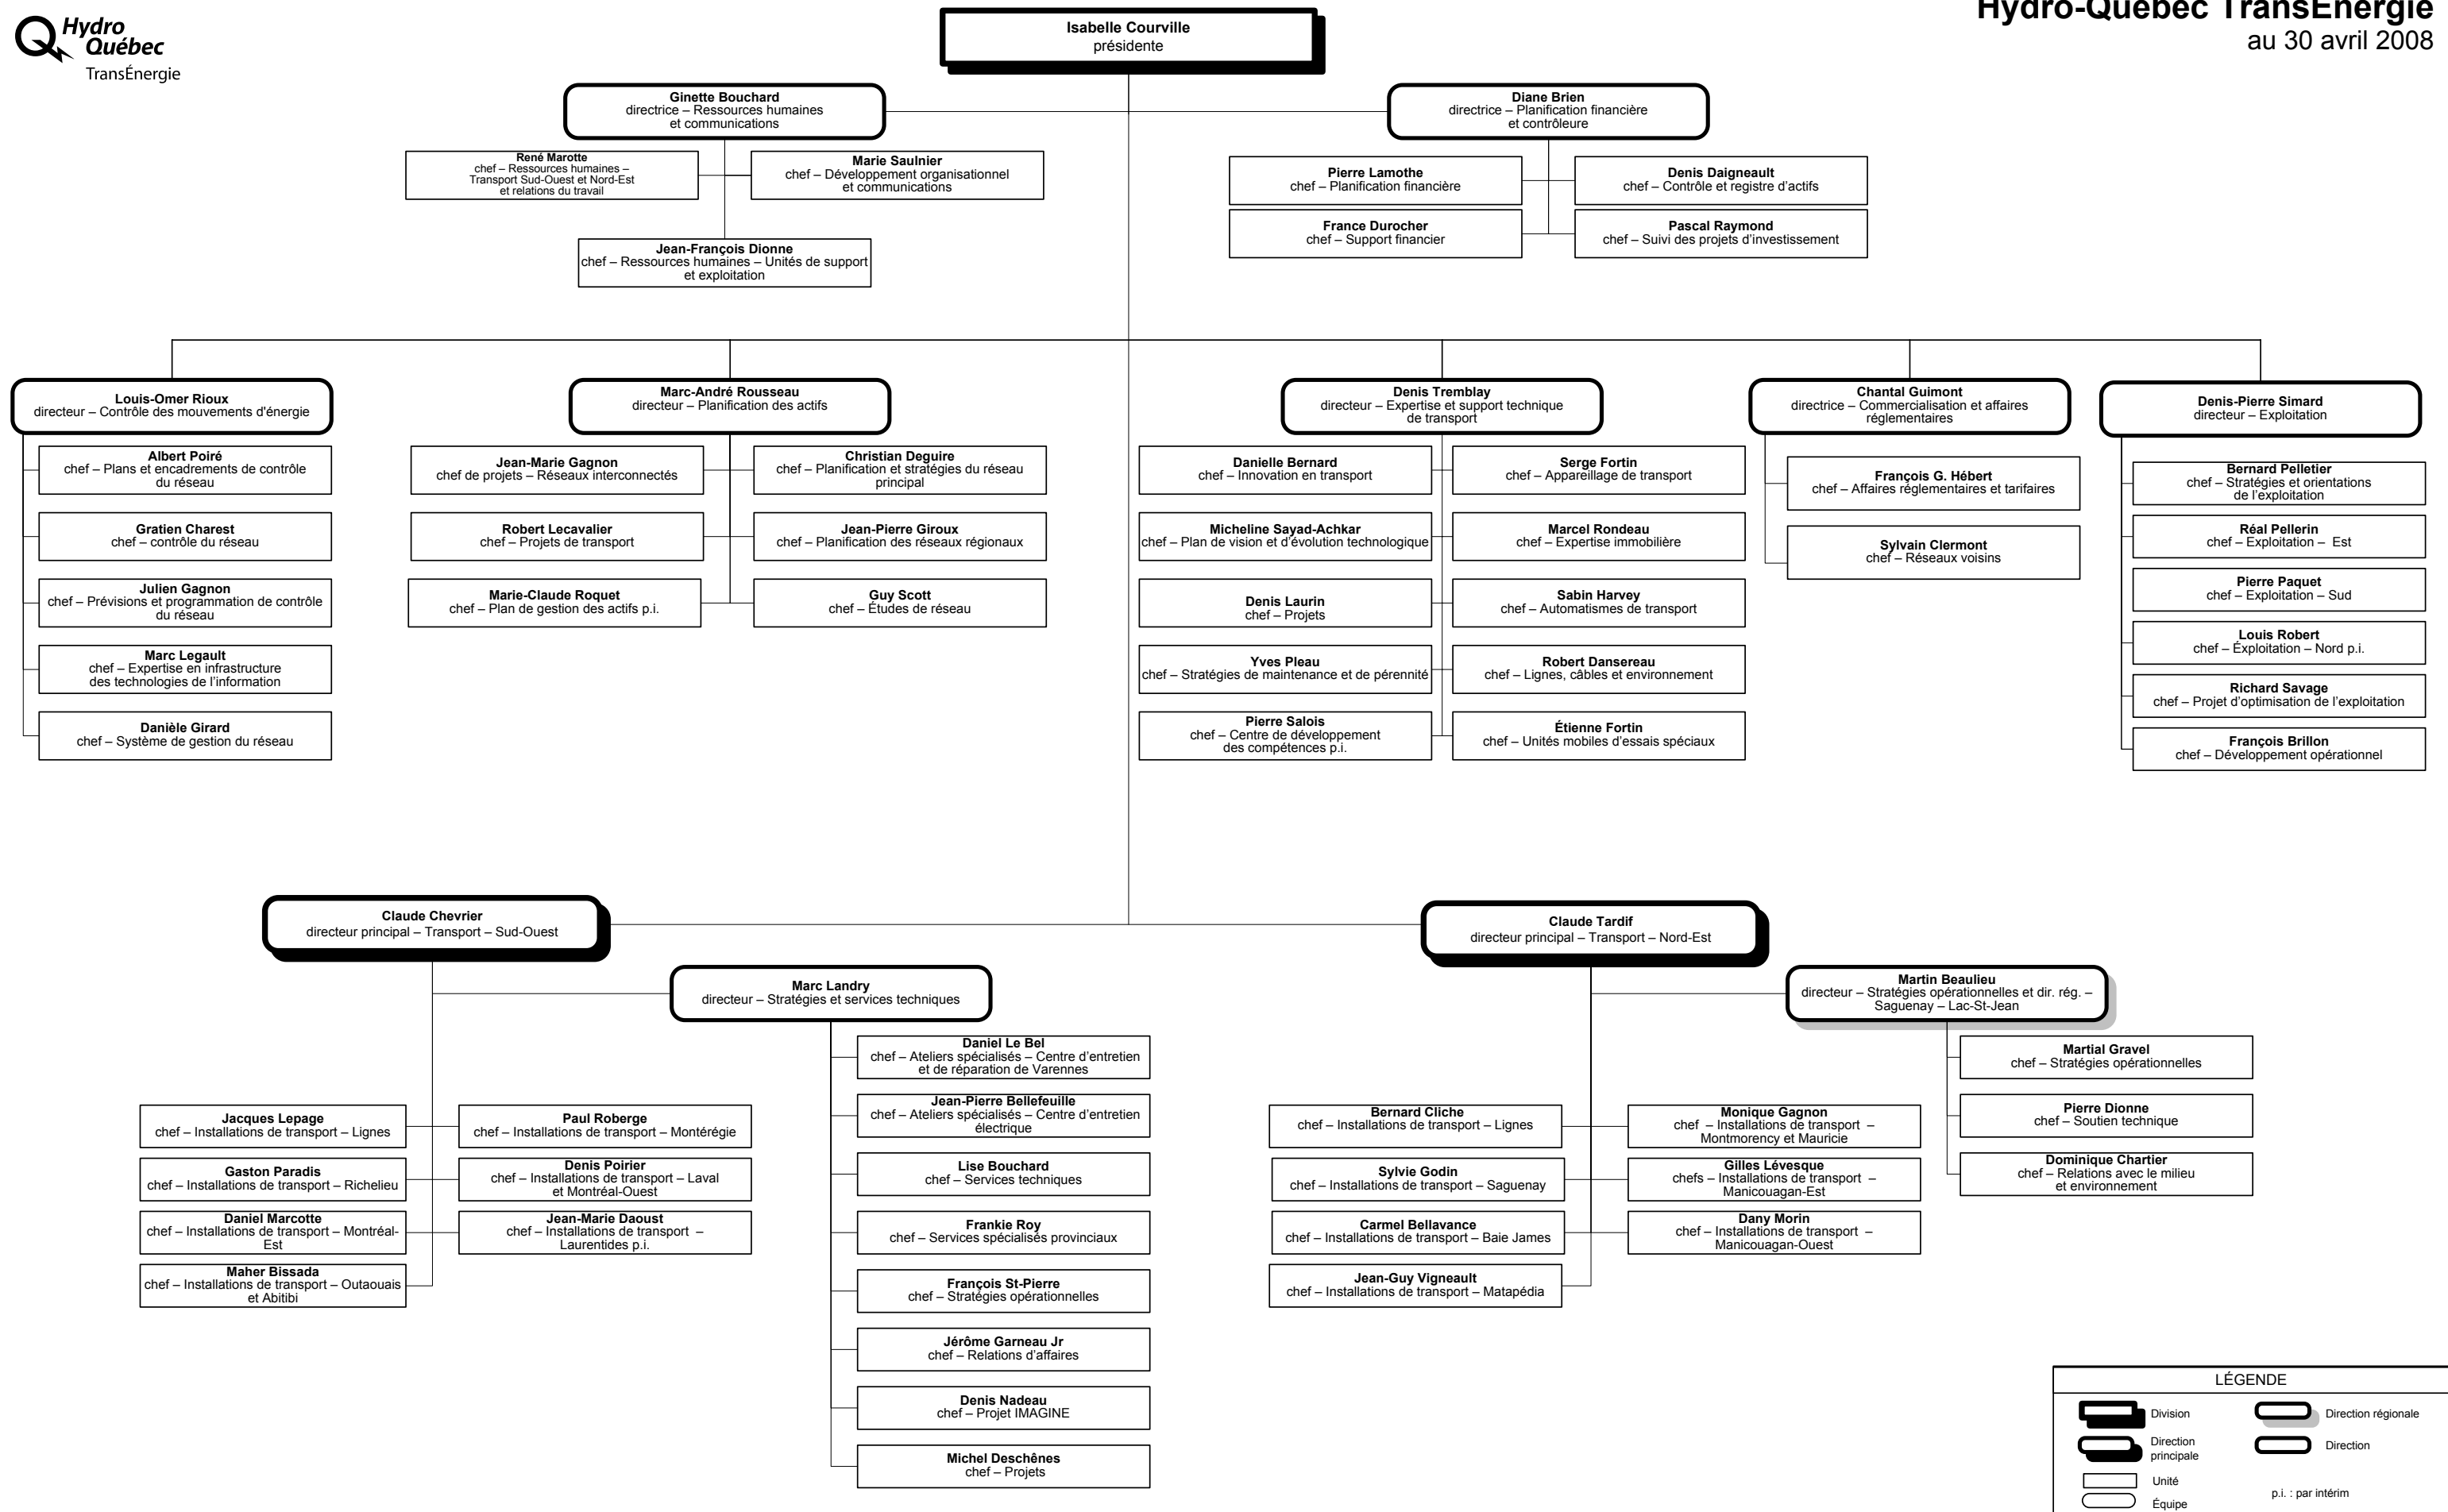 Hydro
Québec
TransÉnergie
Hydro-Québec TransÉnergie
au 30 avril 2008
Isabelle Courville
présidente
Ginette Bouchard
directrice – Ressources humaines
et communications
Diane Brien
directrice – Planification financière
et contrôleure
René Marotte
chef – Ressources humaines –
Transport Sud-Ouest et Nord-Est
et relations du travail
Marie Saulnier
chef – Développement organisationnel
et communications
Jean-François Dionne
chef – Ressources humaines – Unités de support
et exploitation
Pierre Lamothe
chef – Planification financière
Denis Daigneault
chef – Contrôle et registre d’actifs
France Durocher
chef – Support financier
Pascal Raymond
chef – Suivi des projets d’investissement
Louis-Omer Rioux
directeur – Contrôle des mouvements d'énergie
Albert Poiré
chef – Plans et encadrements de contrôle
du réseau
Gratien Charest
chef – contrôle du réseau
Julien Gagnon
chef – Prévisions et programmation de contrôle
du réseau
Marc Legault
chef – Expertise en infrastructure
des technologies de l’information
Danièle Girard
chef – Système de gestion du réseau
Marc-André Rousseau
directeur – Planification des actifs
Jean-Marie Gagnon
chef de projets – Réseaux interconnectés
Christian Deguire
chef – Planification et stratégies du réseau
principal
Robert Lecavalier
chef – Projets de transport
Jean-Pierre Giroux
chef – Planification des réseaux régionaux
Marie-Claude Roquet
chef – Plan de gestion des actifs p.i.
Guy Scott
chef – Études de réseau
Denis Tremblay
directeur – Expertise et support technique
de transport
Danielle Bernard
chef – Innovation en transport
Serge Fortin
chef – Appareillage de transport
Micheline Sayad-Achkar
chef – Plan de vision et d’évolution technologique
Marcel Rondeau
chef – Expertise immobilière
Denis Laurin
chef – Projets
Sabin Harvey
chef – Automatismes de transport
Yves Pleau
chef – Stratégies de maintenance et de pérennité
Robert Dansereau
chef – Lignes, câbles et environnement
Pierre Salois
chef – Centre de développement
des compétences p.i.
Étienne Fortin
chef – Unités mobiles d’essais spéciaux
Chantal Guimont
directrice – Commercialisation et affaires
réglementaires
François G. Hébert
chef – Affaires réglementaires et tarifaires
Sylvain Clermont
chef – Réseaux voisins
Denis-Pierre Simard
directeur – Exploitation
Bernard Pelletier
chef – Stratégies et orientations
de l’exploitation
Réal Pellerin
chef – Exploitation – Est
Pierre Paquet
chef – Exploitation – Sud
Louis Robert
chef – Exploitation – Nord p.i.
Richard Savage
chef – Projet d’optimisation de l’exploitation
François Brillon
chef – Développement opérationnel
Claude Chevrier
directeur principal – Transport – Sud-Ouest
Marc Landry
directeur – Stratégies et services techniques
Daniel Le Bel
chef – Ateliers spécialisés – Centre d’entretien
et de réparation de Varennes
Jean-Pierre Bellefeuille
chef – Ateliers spécialisés – Centre d’entretien
électrique
Lise Bouchard
chef – Services techniques
Frankie Roy
chef – Services spécialisés provinciaux
François St-Pierre
chef – Stratégies opérationnelles
Jérôme Garneau Jr
chef – Relations d’affaires
Denis Nadeau
chef – Projet IMAGINE
Michel Deschênes
chef – Projets
Jacques Lepage
chef – Installations de transport – Lignes
Paul Roberge
chef – Installations de transport – Montérégie
Gaston Paradis
chef – Installations de transport – Richelieu
Denis Poirier
chef – Installations de transport – Laval
et Montréal-Ouest
Daniel Marcotte
chef – Installations de transport – Montréal-
Est
Jean-Marie Daoust
chef – Installations de transport –
Laurentides p.i.
Maher Bissada
chef – Installations de transport – Outaouais
et Abitibi
Claude Tardif
directeur principal – Transport – Nord-Est
Martin Beaulieu
directeur – Stratégies opérationnelles et dir. rég. –
Saguenay – Lac-St-Jean
Martial Gravel
chef – Stratégies opérationnelles
Pierre Dionne
chef – Soutien technique
Dominique Chartier
chef – Relations avec le milieu
et environnement
Bernard Cliche
chef – Installations de transport – Lignes
Monique Gagnon
chef – Installations de transport –
Montmorency et Mauricie
Sylvie Godin
chef – Installations de transport – Saguenay
Gilles Lévesque
chefs – Installations de transport –
Manicouagan-Est
Carmel Bellavance
chef – Installations de transport – Baie James
Dany Morin
chef – Installations de transport –
Manicouagan-Ouest
Jean-Guy Vigneault
chef – Installations de transport – Matapédia
LÉGENDE
Division
Direction régionale
Direction
principale
Direction
Unité
Équipe
p.i. : par intérim